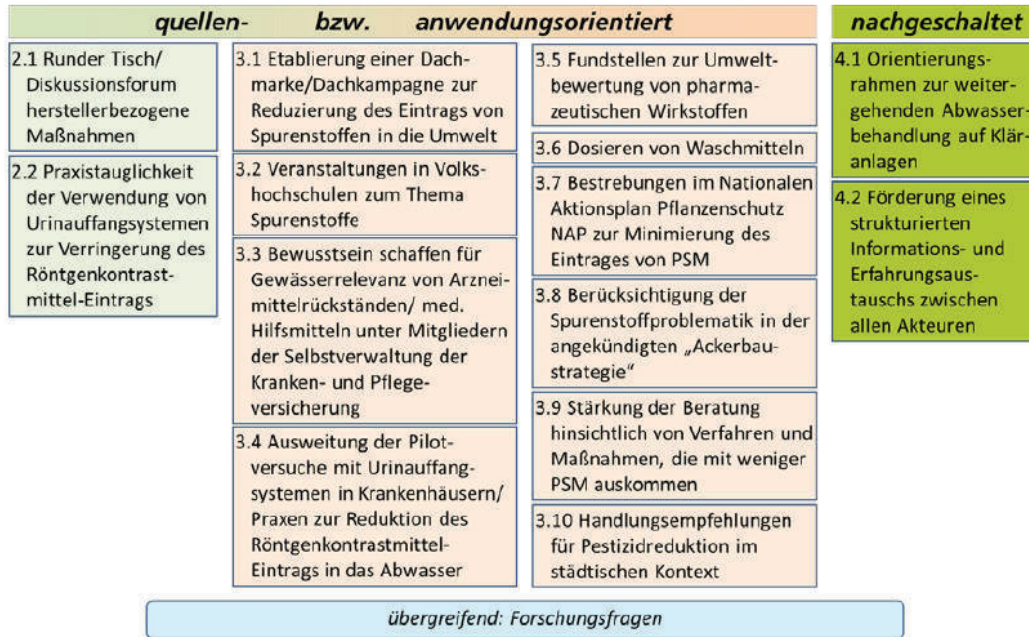 quellen- bzw. anwendungsorientiert
2.1 Runder Tisch/
Diskussionsforum
herstellerbezogene
Maßnahmen
2.2 Praxistauglichkeit
der Verwendung von
Urinauffangsystemen
zur Verringerung des
Röntgenkontrast-
mittel-Eintrags
3.1 Etablierung einer Dach-
marke/Dachkampagne zur
Reduzierung des Eintrags von
Spurenstoffen in die Umwelt
3.2 Veranstaltungen in Volks-
hochschulen zum Thema
Spurenstoffe
3.3 Bewusstsein schaffen für
Gewässerrelevanz von Arznei-
mittelrückständen/ med.
Hilfsmitteln unter Mitgliedern
der Selbstverwaltung der
Kranken- und Pflege-
versicherung
3.4 Ausweitung der Pilot-
versuche mit Urinauffang-
systemen in Krankenhäusern/
Praxen zur Reduktion des
Röntgenkontrastmittel-
Eintrags in das Abwasser
3.5 Fundstellen zur Umwelt-
bewertung von pharma-
zeutischen Wirkstoffen
3.6 Dosieren von Waschmitteln
3.7 Bestrebungen im Nationalen
Aktionsplan Pflanzenschutz
NAP zur Minimierung des
Eintrages von PSM
3.8 Berücksichtigung der
Spurenstoffproblematik in der
angekündigten „Ackerbau-
strategie“
3.9 Stärkung der Beratung
hinsichtlich von Verfahren und
Maßnahmen, die mit weniger
PSM auskommen
3.10 Handlungsempfehlungen
für Pestizidreduktion im
städtischen Kontext
nachgeschaltet
4.1 Orientierungs-
rahmen zur weiter-
gehenden Abwasser-
behandlung auf Klär-
anlagen
4.2 Förderung eines
strukturierten
Informations- und
Erfahrungsaus-
tauschs zwischen
allen Akteuren
übergreifend: Forschungsfragen